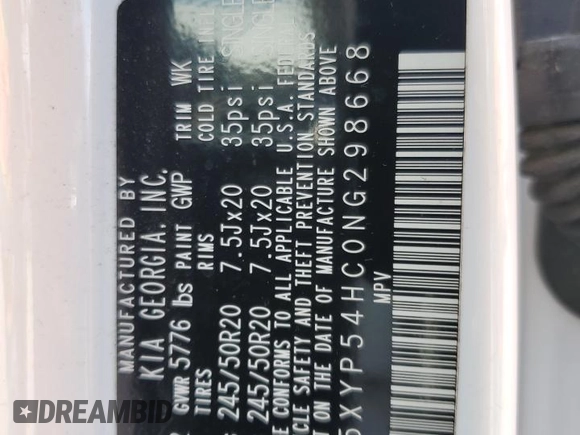 MANUFACTURED BY
KIA GEORGIA, INC.
GVWR 5776 lbs PAINT GWP TRIM WK
TIRES RIMS COLD TIRE
245/50R20 7.5Jx20 35psi
245/50R20 7.5Jx20 35psi
CONFORMS TO ALL APPLICABLE U.S.A. FED
SAFETY AND THEFT PREVENTION STANDARDS
ON THE DATE OF MANUFACTURE SHOWN ABOVE
XYP54HC0NG298668
MPV
DREAMBID